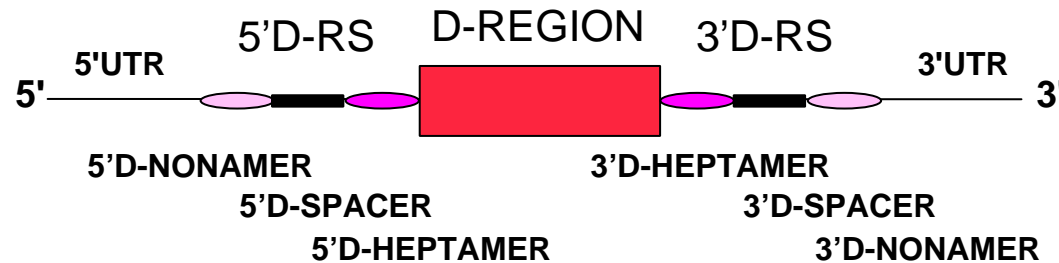 5’D-RS D-REGION 3’D-RS
5'UTR 3'UTR
5' 3'
5’D-NONAMER 3’D-HEPTAMER
5’D-SPACER 3’D-SPACER
5’D-HEPTAMER 3’D-NONAMER